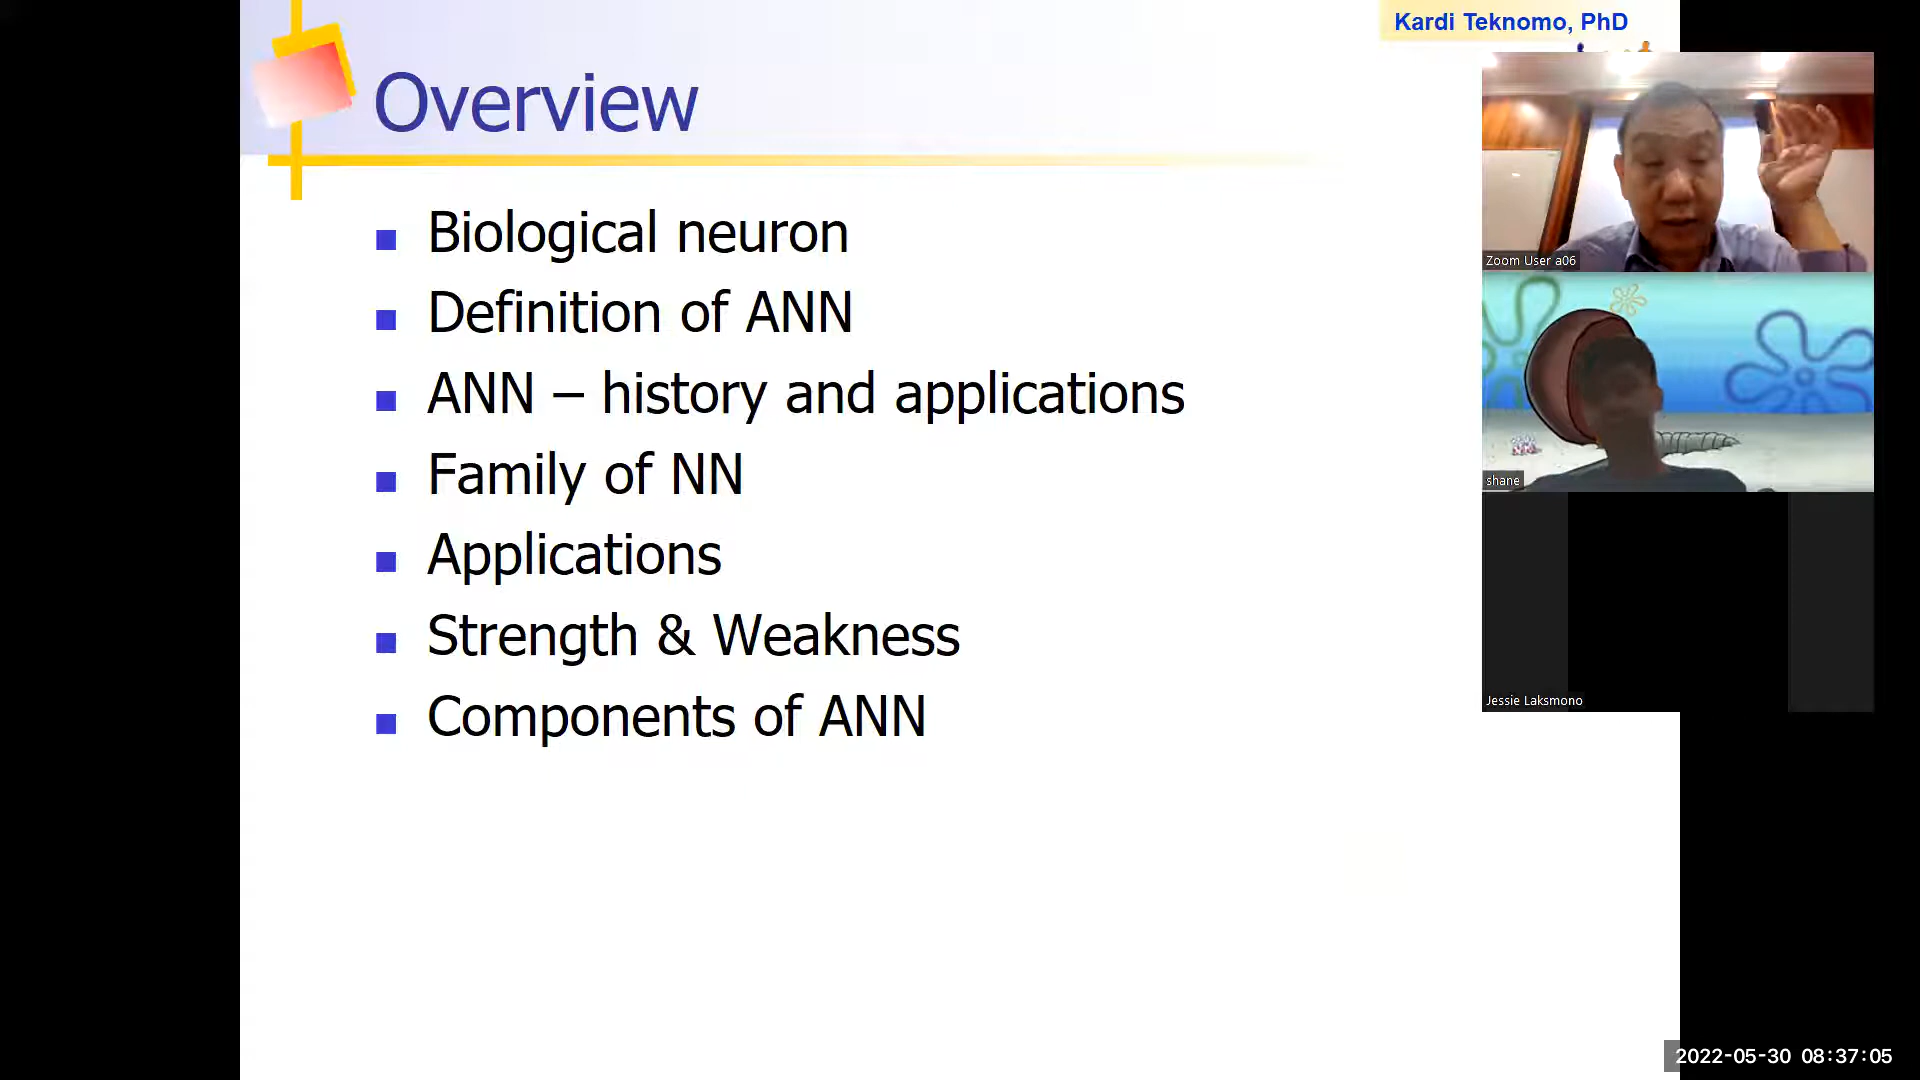 Kardi Teknomo, PhD
Overview
Biological neuron
Definition of ANN
ANN – history and applications
Family of NN
Applications
Strength & Weakness
Components of ANN
Zoom User a06
shane
Jessie Laksmono
2022-05-30 08:37:05